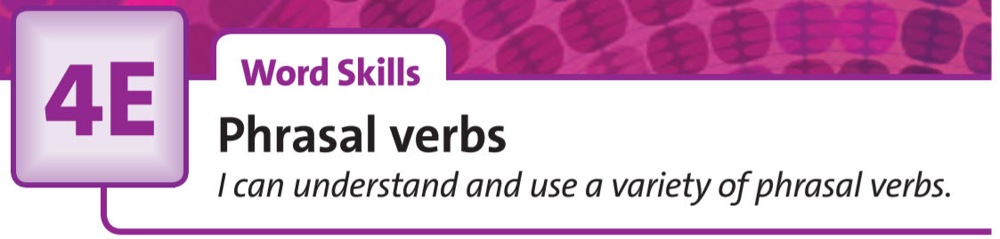 4E
Word Skills
Phrasal verbs
I can understand and use a variety of phrasal verbs.